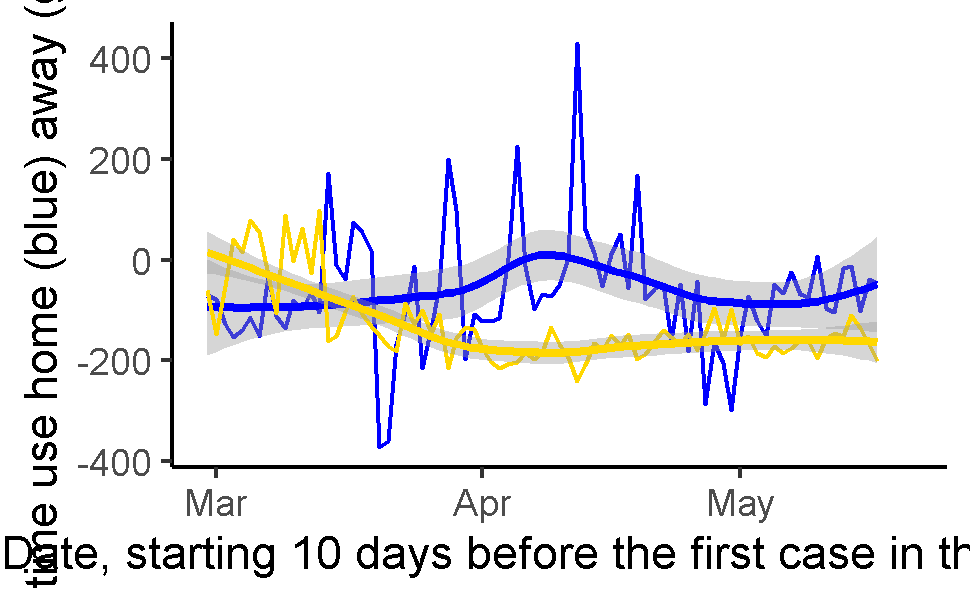 time use home (blue) away (
400
200
0
-200
-400
Mar Apr May
Date, starting 10 days before the first case in th